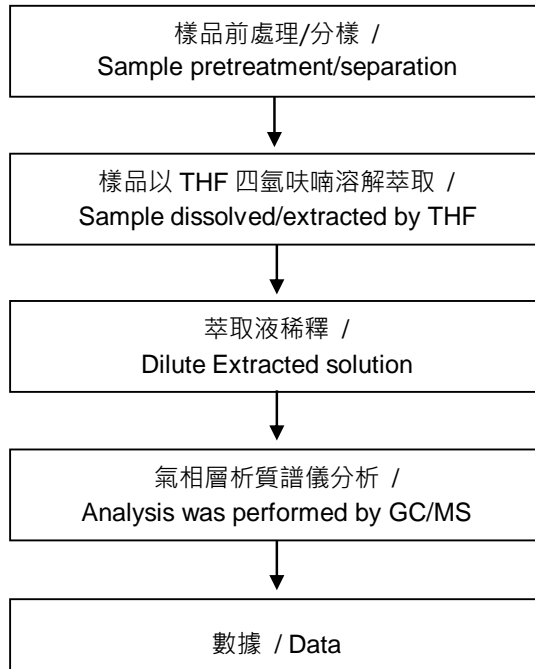 樣品前處理/分樣 /
Sample pretreatment/separation
樣品以 THF 四氫呋喃溶解萃取 /
Sample dissolved/extracted by THF
萃取液稀釋 /
Dilute Extracted solution
氣相層析質譜儀分析 /
Analysis was performed by GC/MS
數據 / Data